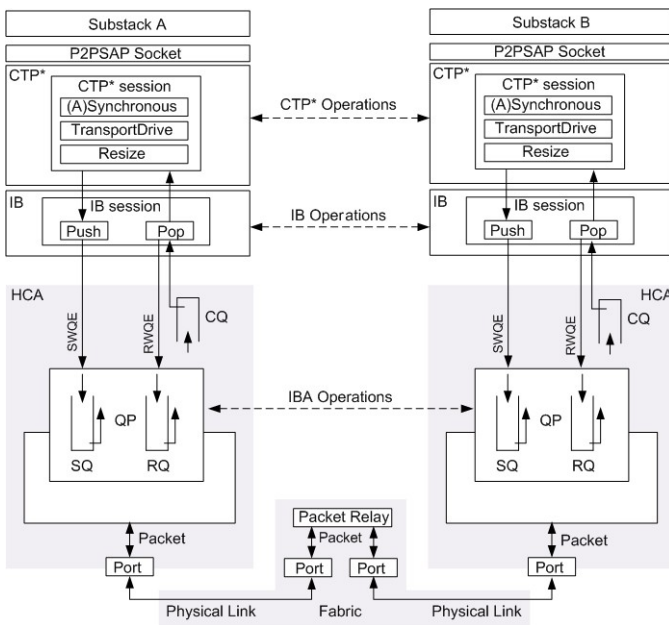 Substack A
P2PSAP Socket
CTP*
CTP* session
(A)Synchronous
TransportDrive
Resize
IB
IB session
Push
Pop
HCA
SWQE
RWQE
CQ
QP
SQ
RQ
Packet
Port
CTP* Operations
IB Operations
IBA Operations
Substack B
P2PSAP Socket
CTP*
CTP* session
(A)Synchronous
TransportDrive
Resize
IB
IB session
Push
Pop
HCA
SWQE
RWQE
CQ
QP
SQ
RQ
Packet
Port
Packet Relay
Packet
Port
Port
Physical Link
Fabric
Physical Link